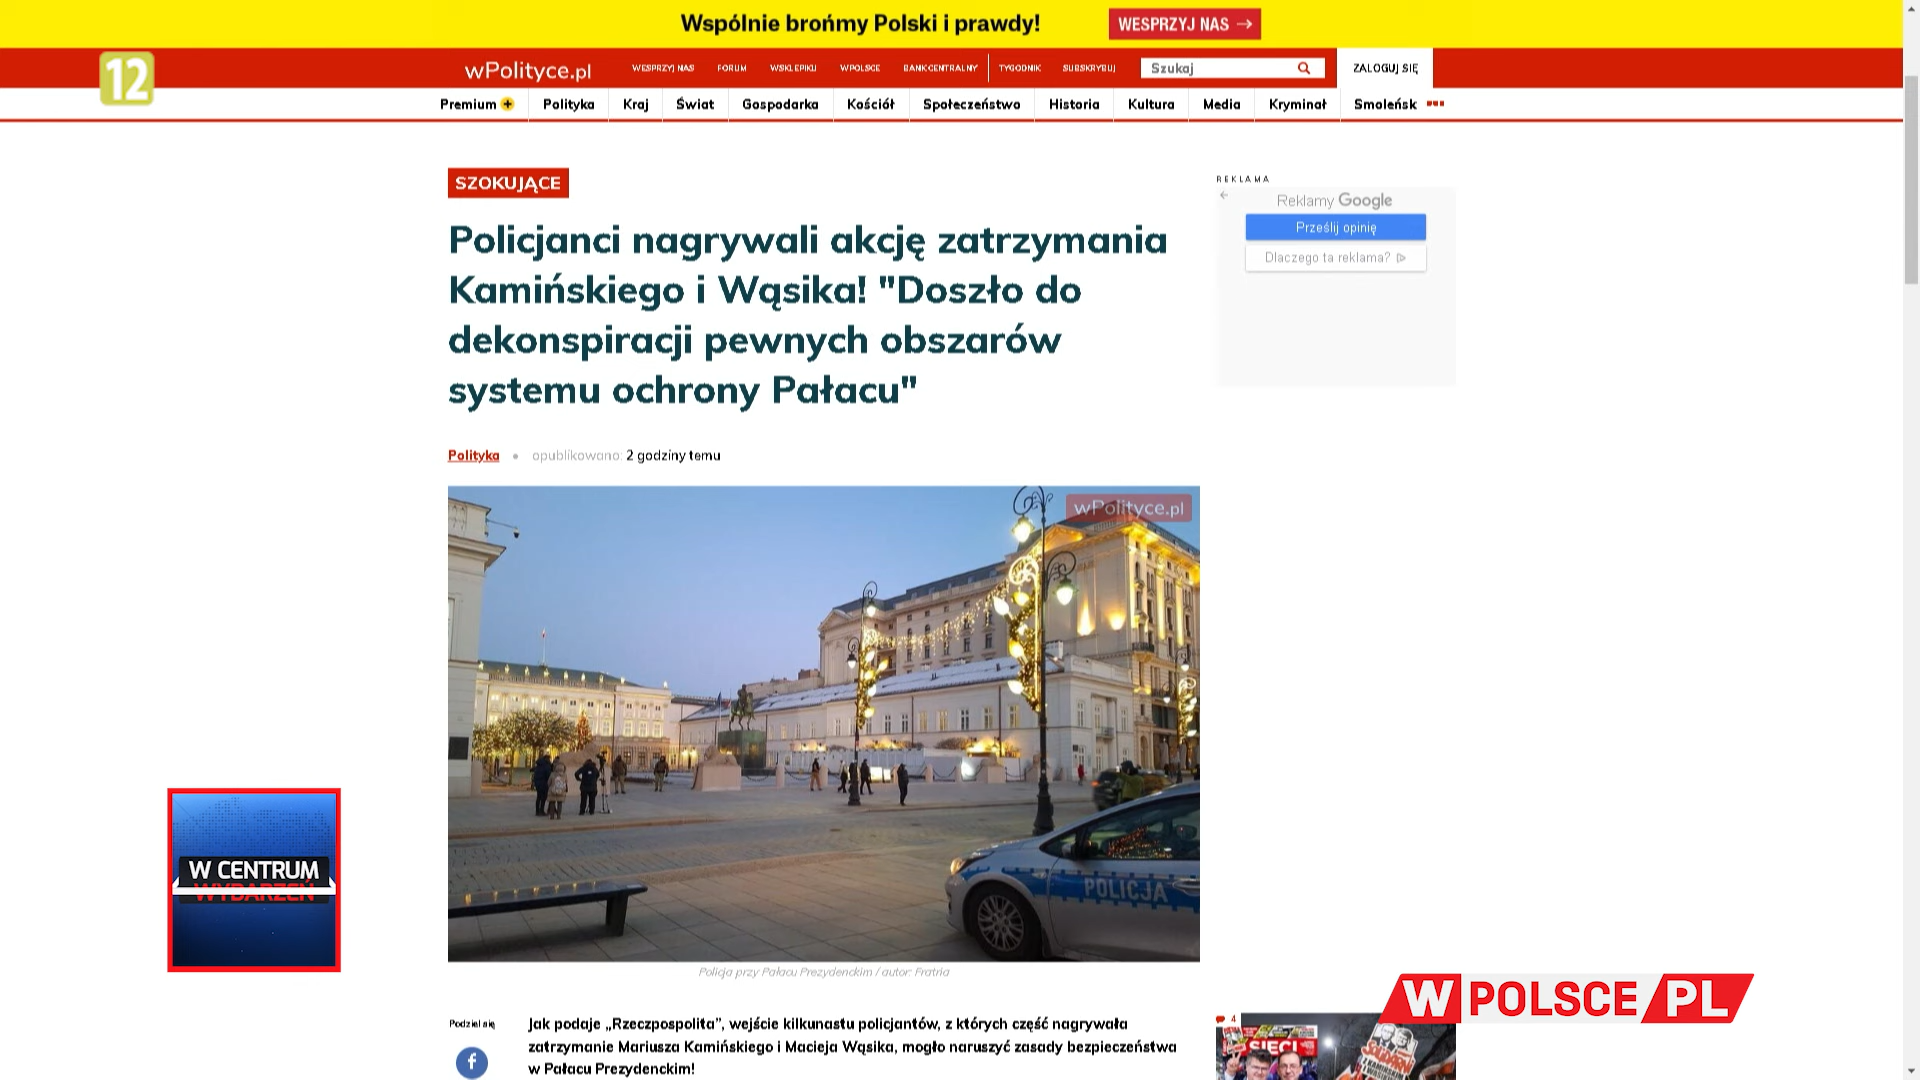 Wspólnie brońmy Polski i prawdy!
WESPRZYJ NAS →
12
wPolityce.pl
WESPRZYJ NAS FORUM WSKLEPIKU WPOLSCE BANKCENTRALNY TYGODNIK SUBSKRYBUJ
Szukaj
ZALOGUJ SIĘ
Premium Polityka Kraj Świat Gospodarka Kościół Społeczeństwo Historia Kultura Media Kryminał Smoleńsk
SZOKUJĄCE
Policjanci nagrywali akcję zatrzymania
Kamińskiego i Wąsika! "Doszło do
dekonspiracji pewnych obszarów
systemu ochrony Pałacu"
Polityka • opublikowano: 2 godziny temu
REKLAMA
Reklamy Google
Prześlij opinię
Dlaczego ta reklama?
wPolityce.pl
POLICJA
Policja przy Pałacu Prezydenckim / autor: Fratria
W CENTRUM
WYDARZEŃ
Podziel się
Jak podaje „Rzeczpospolita”, wejście kilkunastu policjantów, z których część nagrywała
zatrzymanie Mariusza Kamińskiego i Macieja Wąsika, mogło naruszyć zasady bezpieczeństwa
w Pałacu Prezydenckim!
4
SIECI
W POLSCE PL